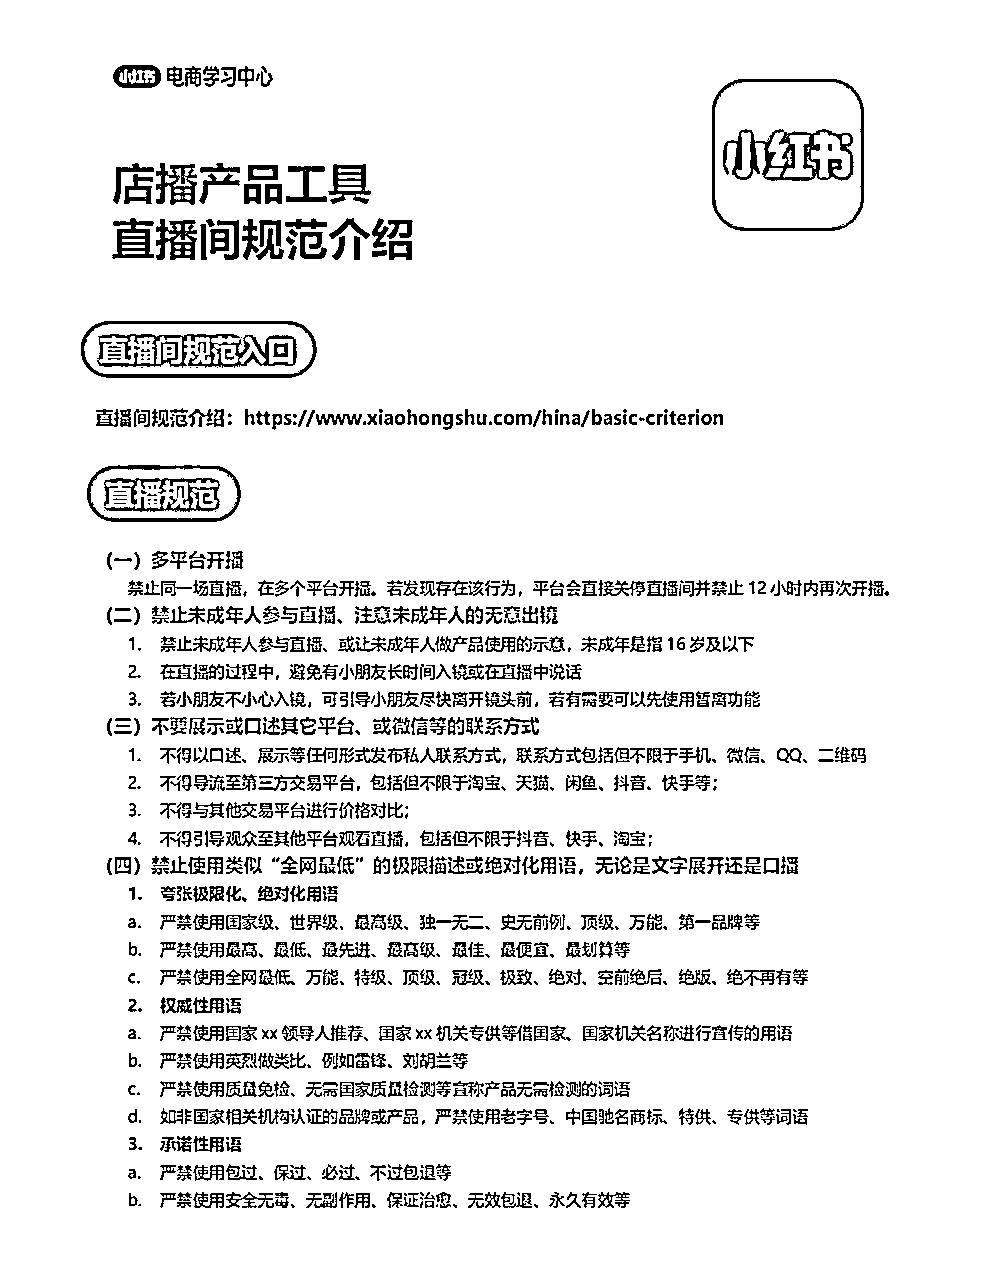 小红书 电商学习中心
小红书
店播产品工具
直播间规范介绍
直播间规范入口
直播间规范介绍：https://www.xiaohongshu.com/hina/basic-criterion
直播规范
(一) 多平台开播
禁止同一场直播，在多个平台开播。若发现存在该行为，平台会直接关停直播间并禁止 12 小时内再次开播。
(二) 禁止未成年人参与直播、注意未成年人的无意出镜
1. 禁止未成年人参与直播、或让未成年人做产品使用的示意，未成年是指 16 岁及以下
2. 在直播的过程中，避免有小朋友长时间入镜或在直播中说话
3. 若小朋友不小心入镜，可引导小朋友尽快离开镜头前，若有需要可以先使用暂离功能
(三) 不要展示或口述其它平台、或微信等的联系方式
1. 不得以口述、展示等任何形式发布私人联系方式，联系方式包括但不限于手机、微信、QQ、二维码
2. 不得导流至第三方交易平台，包括但不限于淘宝、天猫、闲鱼、抖音、快手等；
3. 不得与其他交易平台进行价格对比；
4. 不得引导观众至其他平台观看直播，包括但不限于抖音、快手、淘宝；
(四) 禁止使用类似“全网最低”的极限描述或绝对化用语，无论是文字展开还是口播
1. 夸张极限化、绝对化用语
a. 严禁使用国家级、世界级、最高级、独一无二、史无前例、顶级、万能、第一品牌等
b. 严禁使用最高、最低、最先进、最高级、最佳、最便宜、最划算等
c. 严禁使用全网最低、万能、特级、顶级、冠级、极致、绝对、空前绝后、绝版、绝不再有等
2. 权威性用语
a. 严禁使用国家 xx 领导人推荐、国家 xx 机关专供等借国家、国家机关名称进行宣传的用语
b. 严禁使用英烈做类比、例如雷锋、刘胡兰等
c. 严禁使用质量免检、无需国家质量检测等宣称产品无需检测的词语
d. 如非国家相关机构认证的品牌或产品，严禁使用老字号、中国驰名商标、特供、专供等词语
3. 承诺性用语
a. 严禁使用包过、保过、必过、不过包退等
b. 严禁使用安全无毒、无副作用、保证治愈、无效包退、永久有效等